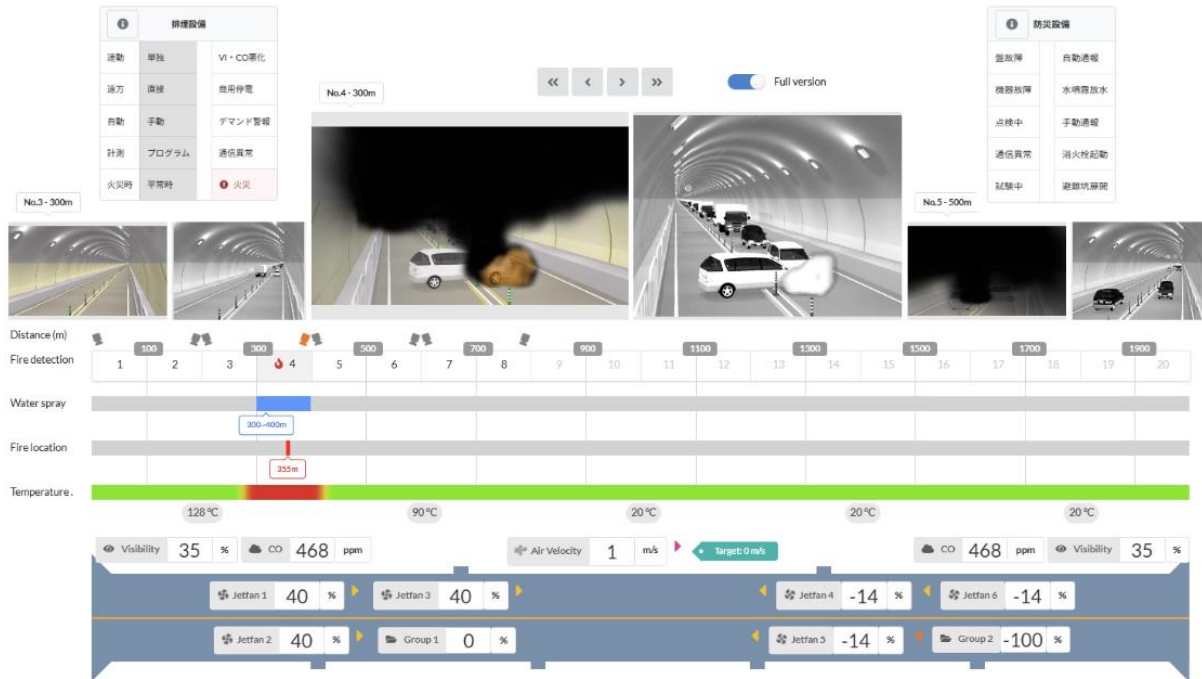 排煙設備
連動 単独 VI・CO悪化
遠方 直接 商用停電
自動 手動 デマンド警報
計測 プログラム 通信異常
火災時 平常時 火災
防災設備
盤故障 自動通報
機器故障 水噴霧放水
点検中 手動通報
通信異常 消火栓起動
試験中 避難坑扉開
Full version
No.4 - 300m
No.3 - 300m
No.5 - 500m
Distance (m)
100 300 500 700 900 1100 1300 1500 1700 1900
Fire detection 1 2 3 4 5 6 7 8 9 10 11 12 13 14 15 16 17 18 19 20
Water spray
300~400m
Fire location
355m
Temperature .
128 °C 90 °C 20 °C 20 °C 20 °C
Visibility 35 % CO 468 ppm Air Velocity 1 m/s Target: 0 m/s CO 468 ppm Visibility 35 %
Jetfan 1 40 % Jetfan 3 40 % Jetfan 4 -14 % Jetfan 6 -14 %
Jetfan 2 40 % Group 1 0 % Jetfan 5 -14 % Group 2 -100 %